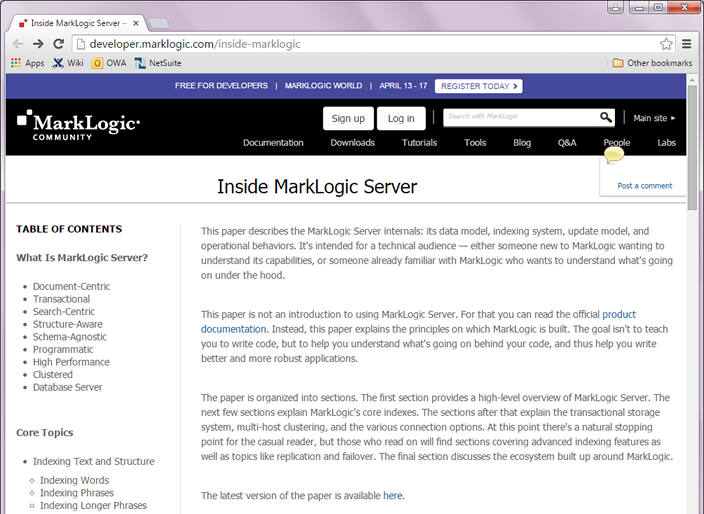 Inside MarkLogic Server –
developer.marklogic.com/inside-marklogic
Apps Wiki OWA NetSuite Other bookmarks
FREE FOR DEVELOPERS | MARKLOGIC WORLD | APRIL 13 - 17 REGISTER TODAY
MarkLogic
COMMUNITY
Sign up Log in Search with MarkLogic Main site
Documentation Downloads Tutorials Tools Blog Q&A People Labs
Post a comment
Inside MarkLogic Server
TABLE OF CONTENTS
What Is MarkLogic Server?
• Document-Centric
• Transactional
• Search-Centric
• Structure-Aware
• Schema-Agnostic
• Programmatic
• High Performance
• Clustered
• Database Server
Core Topics
• Indexing Text and Structure
○ Indexing Words
○ Indexing Phrases
○ Indexing Longer Phrases
This paper describes the MarkLogic Server internals: its data model, indexing system, update model, and
operational behaviors. It's intended for a technical audience — either someone new to MarkLogic wanting to
understand its capabilities, or someone already familiar with MarkLogic who wants to understand what's going
on under the hood.
This paper is not an introduction to using MarkLogic Server. For that you can read the official product
documentation. Instead, this paper explains the principles on which MarkLogic is built. The goal isn't to teach
you to write code, but to help you understand what's going on behind your code, and thus help you write
better and more robust applications.
The paper is organized into sections. The first section provides a high-level overview of MarkLogic Server. The
next few sections explain MarkLogic's core indexes. The sections after that explain the transactional storage
system, multi-host clustering, and the various connection options. At this point there's a natural stopping
point for the casual reader, but those who read on will find sections covering advanced indexing features as
well as topics like replication and failover. The final section discusses the ecosystem built up around MarkLogic.
The latest version of the paper is available here.